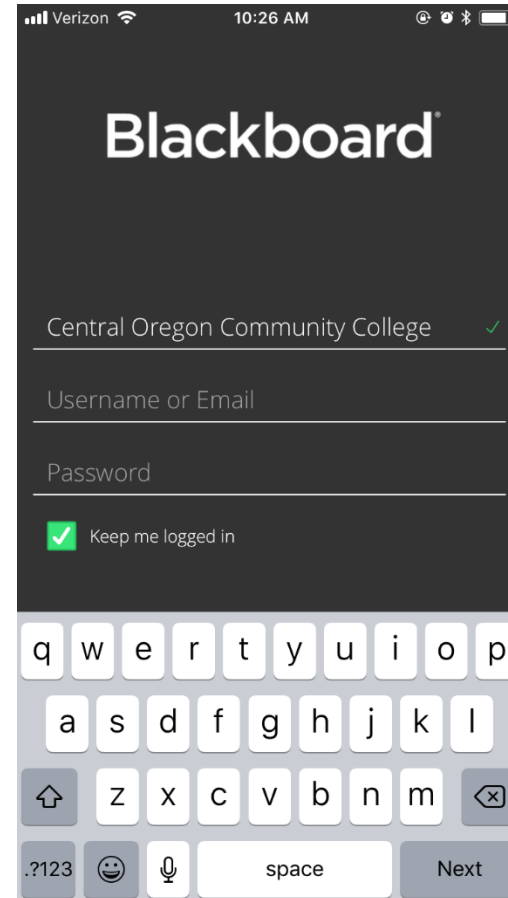 Verizon 10:26 AM
Blackboard®
Central Oregon Community College
Username or Email
Password
Keep me logged in
q w e r t y u i o p
a s d f g h j k l
z x c v b n m
.?123 space Next